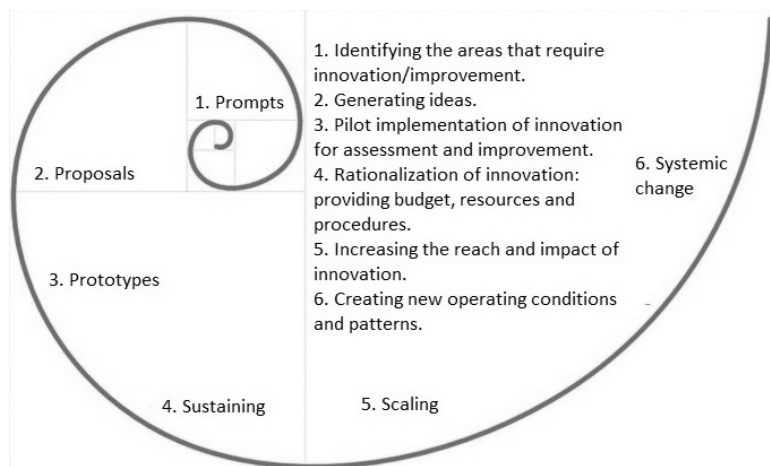 1. Prompts
2. Proposals
3. Prototypes
4. Sustaining
5. Scaling
6. Systemic
change
1. Identifying the areas that require
innovation/improvement.
2. Generating ideas.
3. Pilot implementation of innovation
for assessment and improvement.
4. Rationalization of innovation:
providing budget, resources and
procedures.
5. Increasing the reach and impact of
innovation.
6. Creating new operating conditions
and patterns.